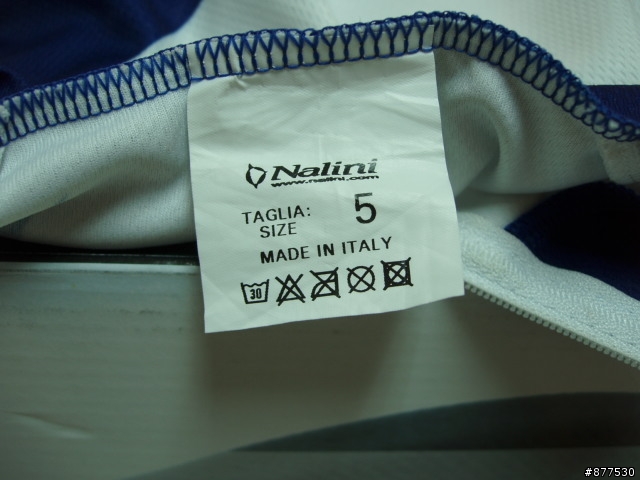 Nalini
www.nalini.com
TAGLIA: 5
SIZE
MADE IN ITALY
30
#877530